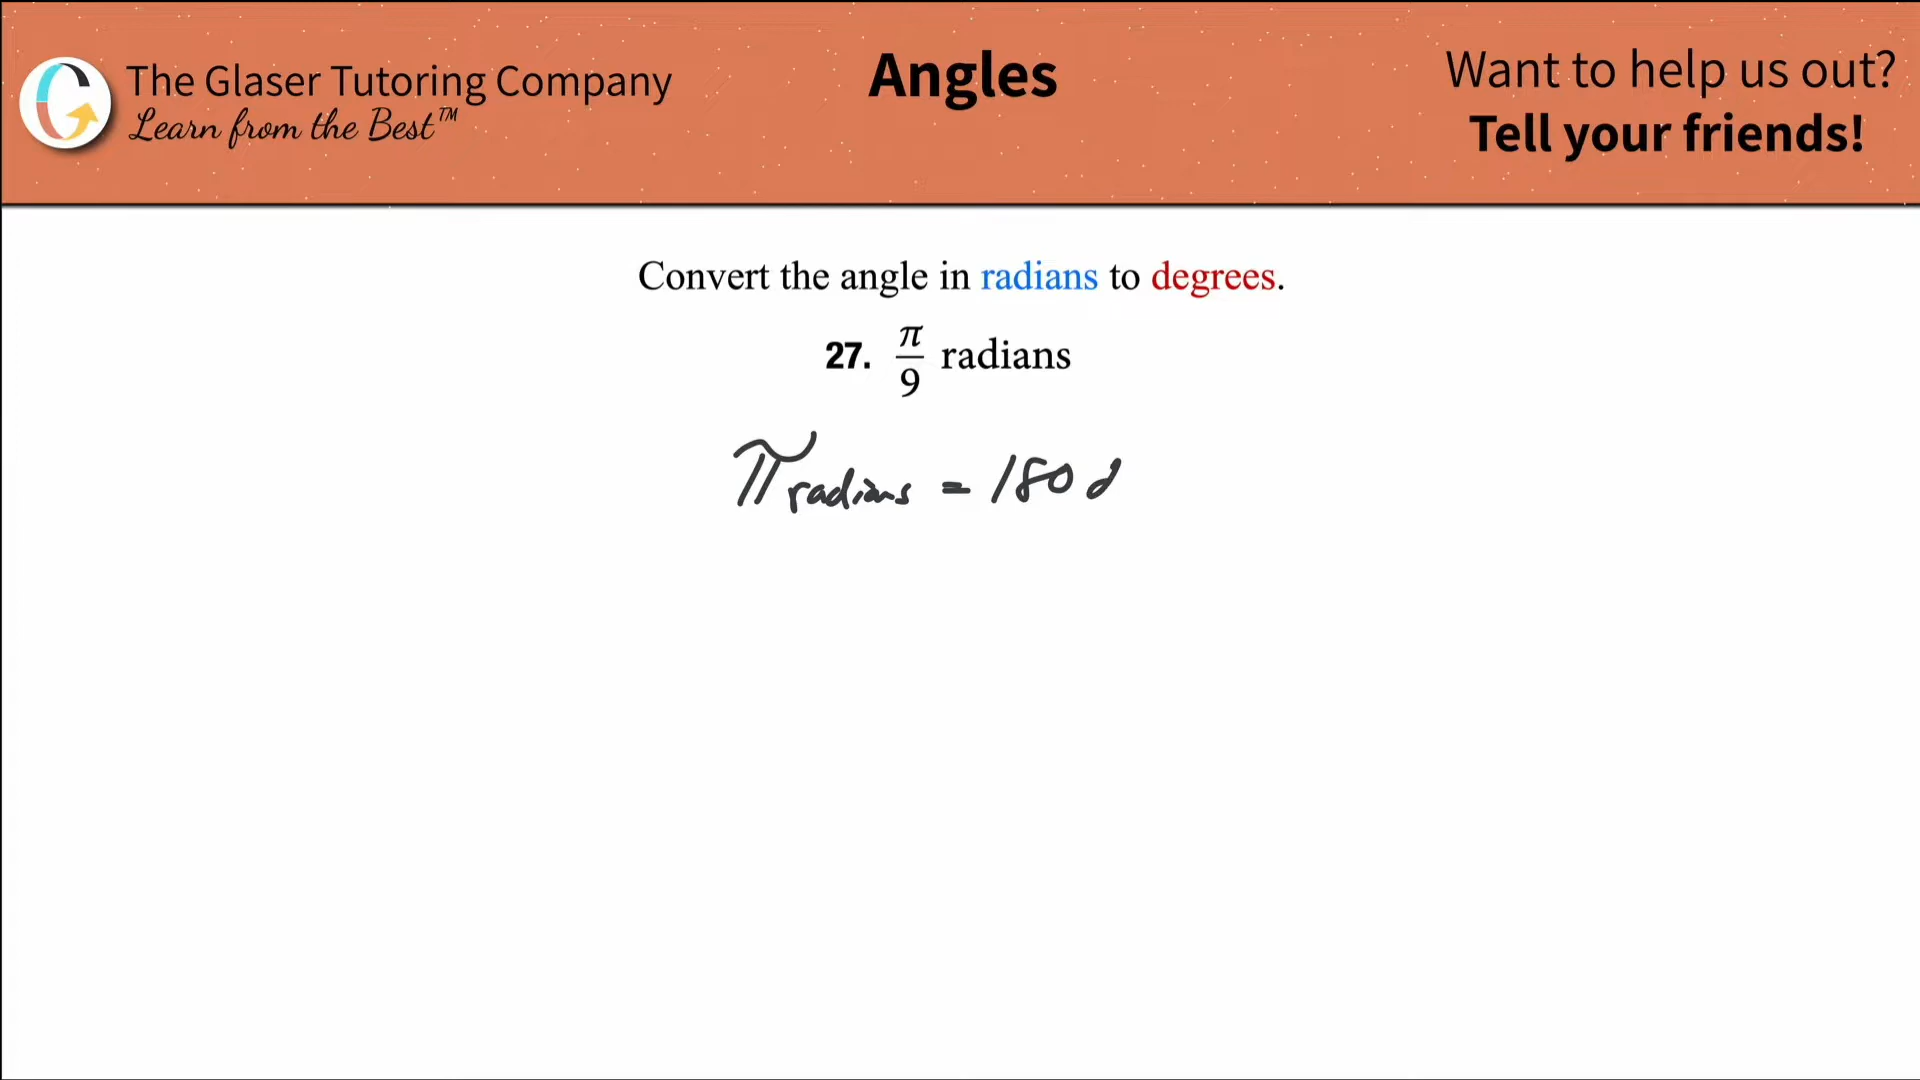 The Glaser Tutoring Company
Learn from the Best™
Angles
Want to help us out?
Tell your friends!
Convert the angle in radians to degrees.
27. π/9 radians
π radians = 180 d